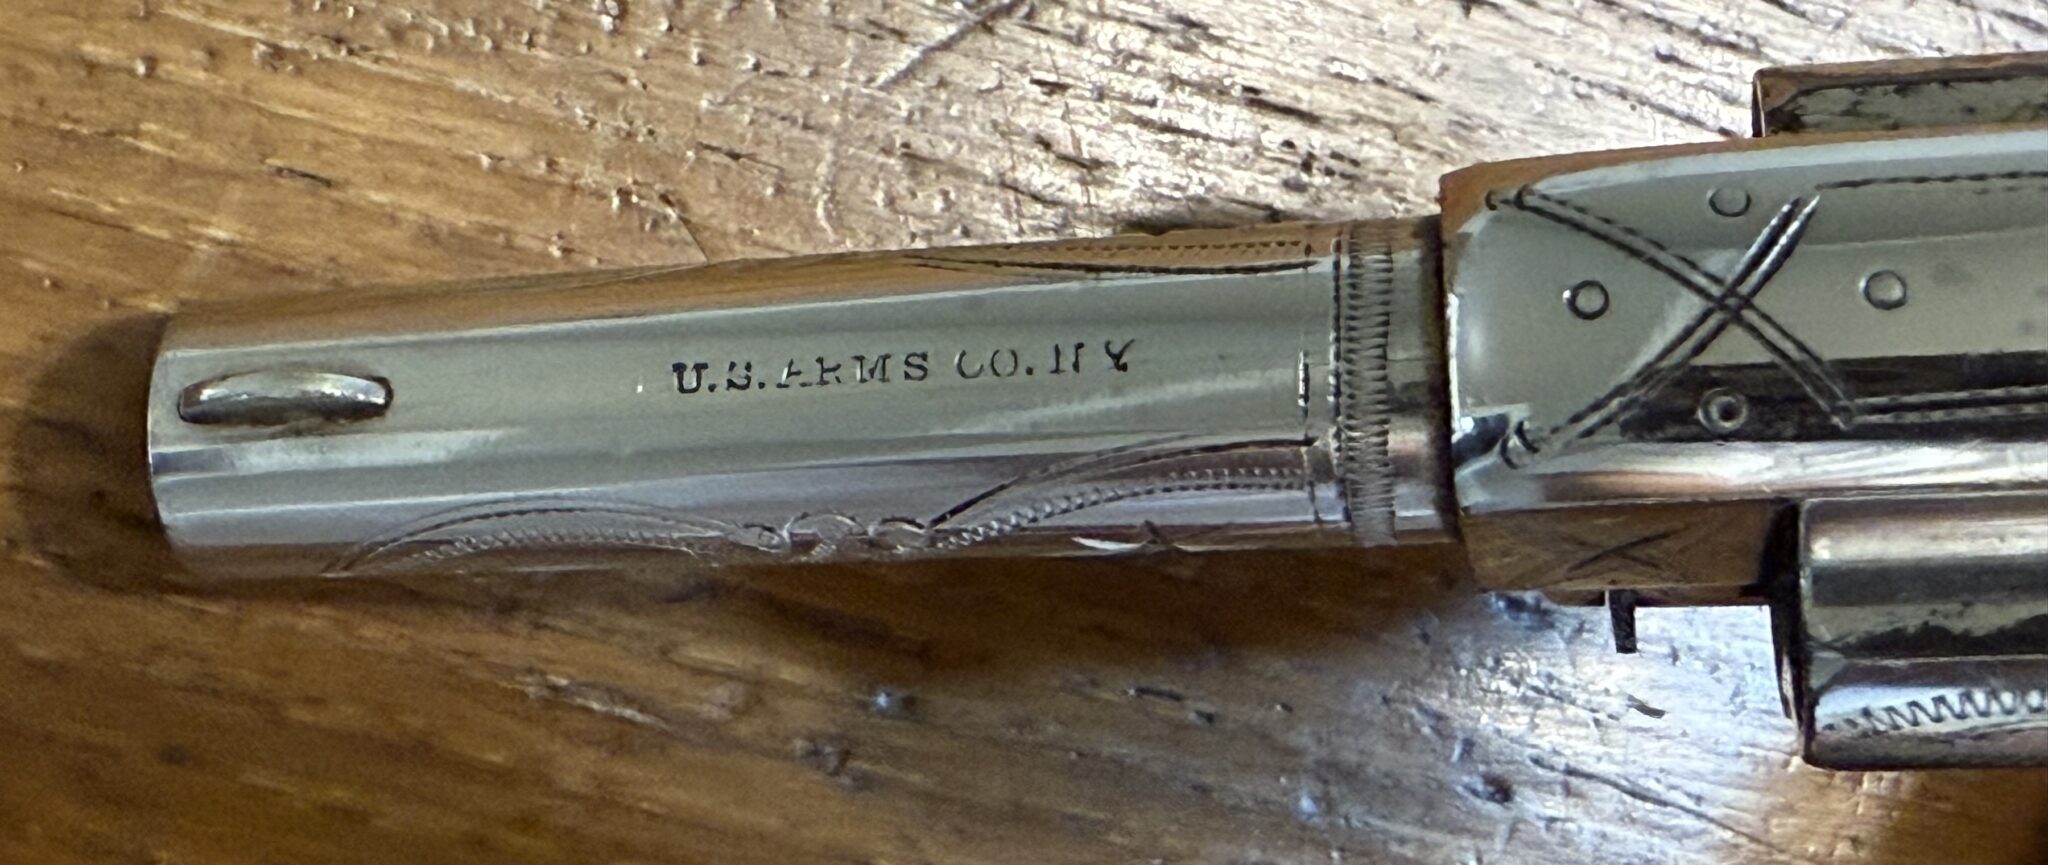 U.S. ARMS CO. N Y